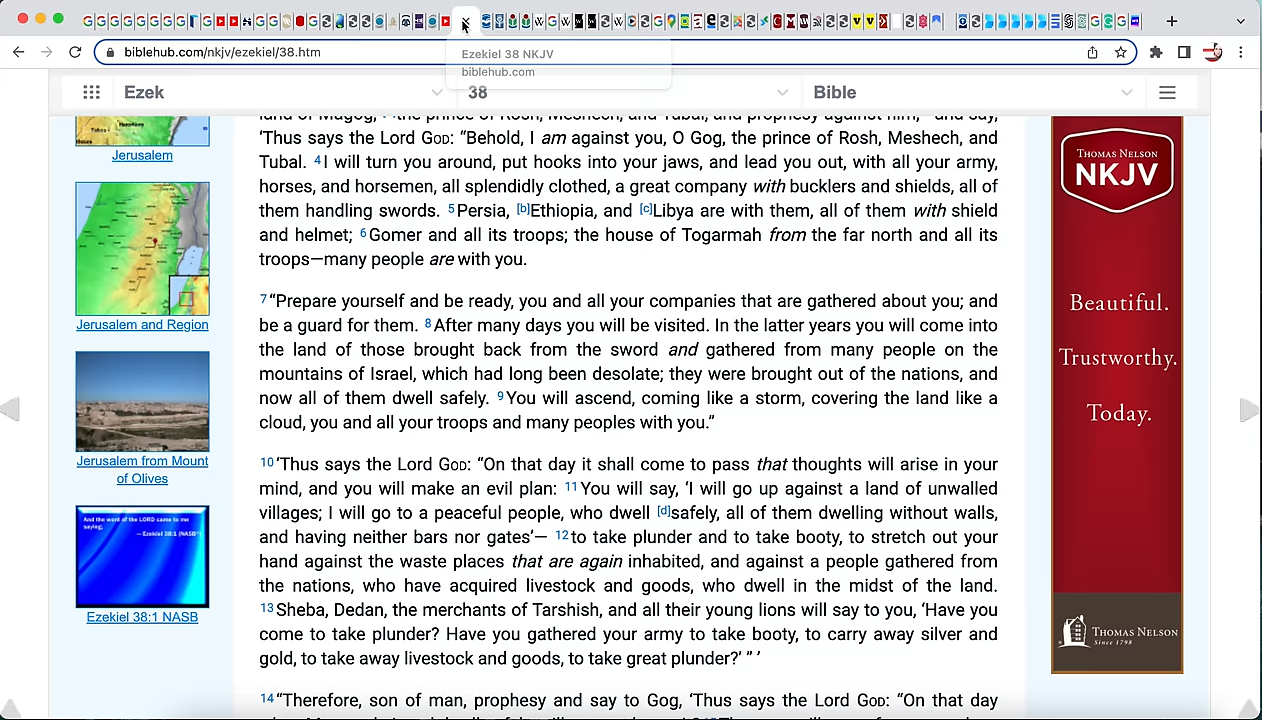 biblehub.com/nkjv/ezekiel/38.htm
Ezekiel 38 NKJV
biblehub.com
Ezek
38
Bible
‘Thus says the Lord GOD: “Behold, I am against you, O Gog, the prince of Rosh, Meshech, and
Tubal. 4 I will turn you around, put hooks into your jaws, and lead you out, with all your army,
horses, and horsemen, all splendidly clothed, a great company with bucklers and shields, all of
them handling swords. 5 Persia, [b]Ethiopia, and [c]Libya are with them, all of them with shield
and helmet; 6 Gomer and all its troops; the house of Togarmah from the far north and all its
troops—many people are with you.
7 “Prepare yourself and be ready, you and all your companies that are gathered about you; and
be a guard for them. 8 After many days you will be visited. In the latter years you will come into
the land of those brought back from the sword and gathered from many people on the
mountains of Israel, which had long been desolate; they were brought out of the nations, and
now all of them dwell safely. 9 You will ascend, coming like a storm, covering the land like a
cloud, you and all your troops and many peoples with you.”
10 ‘Thus says the Lord GOD: “On that day it shall come to pass that thoughts will arise in your
mind, and you will make an evil plan: 11 You will say, ‘I will go up against a land of unwalled
villages; I will go to a peaceful people, who dwell [d]safely, all of them dwelling without walls,
and having neither bars nor gates’— 12 to take plunder and to take booty, to stretch out your
hand against the waste places that are again inhabited, and against a people gathered from
the nations, who have acquired livestock and goods, who dwell in the midst of the land.
13 Sheba, Dedan, the merchants of Tarshish, and all their young lions will say to you, ‘Have you
come to take plunder? Have you gathered your army to take booty, to carry away silver and
gold, to take away livestock and goods, to take great plunder?’ ” ’
14 “Therefore, son of man, prophesy and say to Gog, ‘Thus says the Lord GOD: “On that day
Jerusalem
Jerusalem and Region
Jerusalem from Mount
of Olives
And the word of the LORD came to me
saying,
— Ezekiel 38:1 (NASB)
Ezekiel 38:1 NASB
THOMAS NELSON
NKJV
Beautiful.
Trustworthy.
Today.
THOMAS NELSON
Since 1798